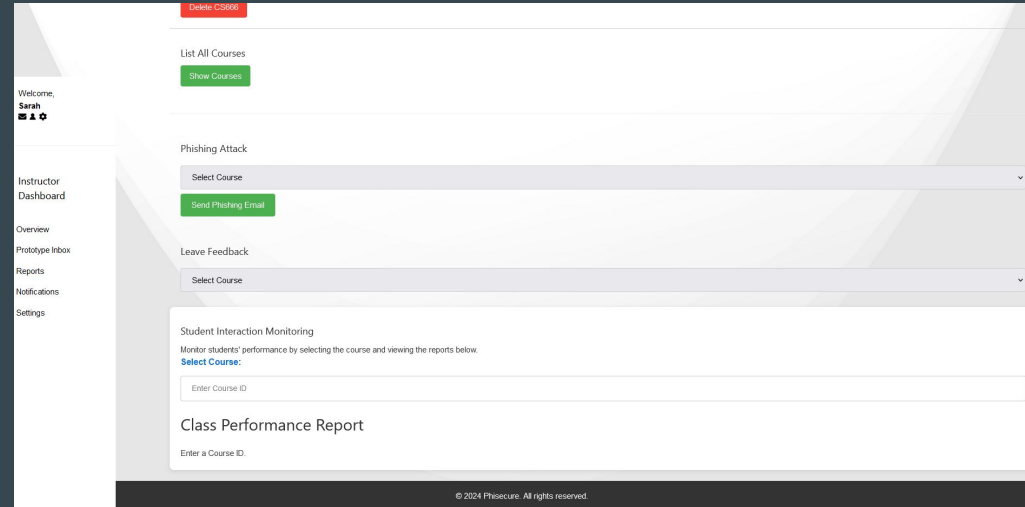 Delete CS666
List All Courses
Show Courses
Welcome,
Sarah
Phishing Attack
Instructor
Dashboard
Select Course
Send Phishing Email
Overview
Prototype Inbox
Reports
Notifications
Settings
Leave Feedback
Select Course
Student Interaction Monitoring
Monitor students' performance by selecting the course and viewing the reports below.
Select Course:
Enter Course ID
Class Performance Report
Enter a Course ID.
© 2024 Phisecure. All rights reserved.